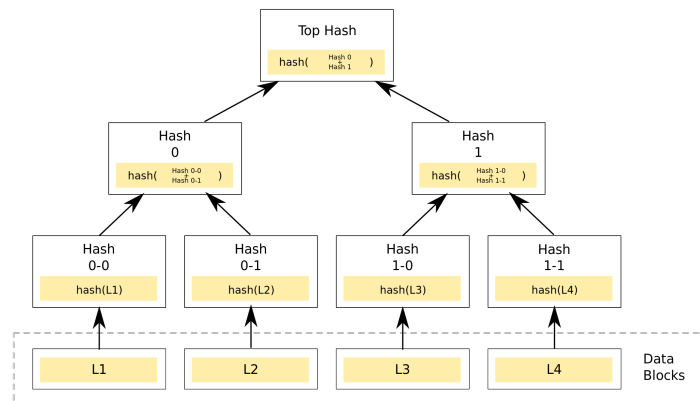 Top Hash
hash( Hash 0 + Hash 1 )
Hash
0
hash( Hash 0-0 + Hash 0-1 )
Hash
1
hash( Hash 1-0 + Hash 1-1 )
Hash
0-0
hash(L1)
Hash
0-1
hash(L2)
Hash
1-0
hash(L3)
Hash
1-1
hash(L4)
L1
L2
L3
L4
Data
Blocks